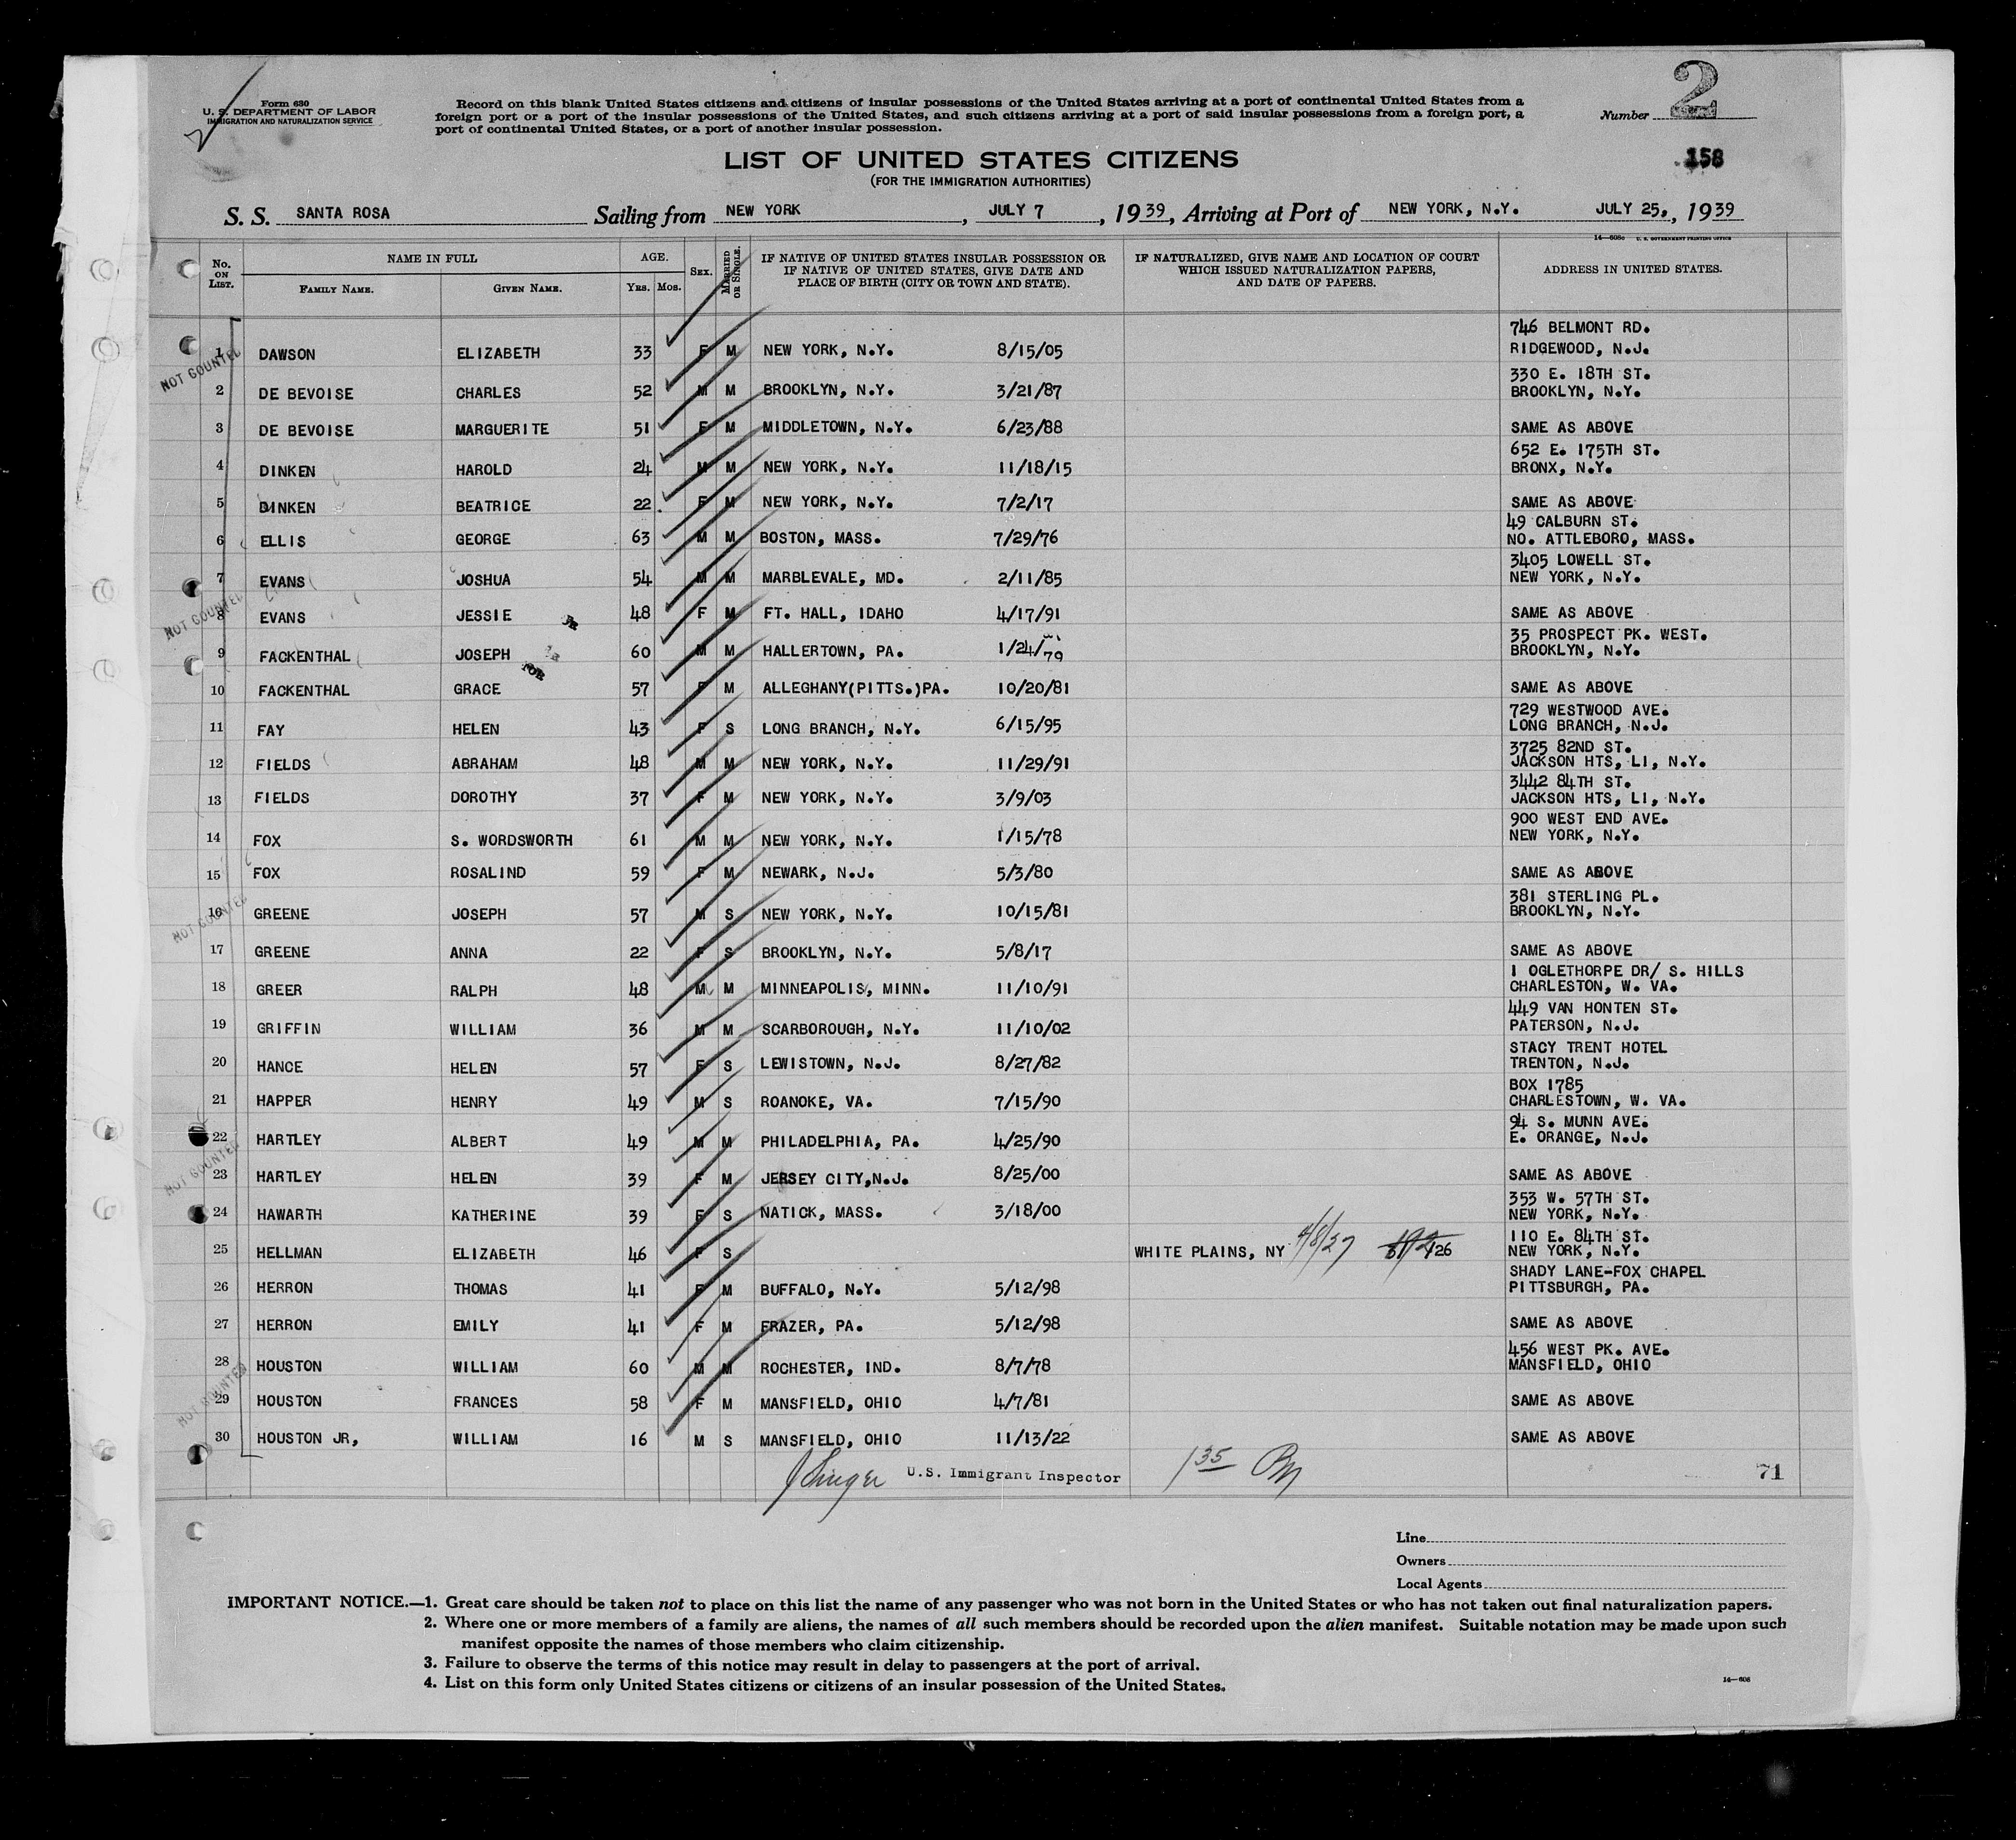 Form 630
U. S. DEPARTMENT OF LABOR
IMMIGRATION AND NATURALIZATION SERVICE
Record on this blank United States citizens and citizens of insular possessions of the United States arriving at a port of continental United States from a
foreign port or a port of the insular possessions of the United States, and such citizens arriving at a port of said insular possessions from a foreign port, a
port of continental United States, or a port of another insular possession.
Number 2
158
LIST OF UNITED STATES CITIZENS
(FOR THE IMMIGRATION AUTHORITIES)
S. S. SANTA ROSA Sailing from NEW YORK, JULY 7, 1939, Arriving at Port of NEW YORK, N.Y. JULY 25,, 1939
14—608c U. S. GOVERNMENT PRINTING OFFICE
No. ON LIST. NAME IN FULL AGE. SEX. MARRIED OR SINGLE. IF NATIVE OF UNITED STATES INSULAR POSSESSION OR IF NATIVE OF UNITED STATES, GIVE DATE AND PLACE OF BIRTH (CITY OR TOWN AND STATE). IF NATURALIZED, GIVE NAME AND LOCATION OF COURT WHICH ISSUED NATURALIZATION PAPERS, AND DATE OF PAPERS. ADDRESS IN UNITED STATES.
FAMILY NAME. GIVEN NAME. YRS. MOS.
746 BELMONT RD.
1 DAWSON ELIZABETH 33 F M NEW YORK, N.Y. 8/15/05 RIDGEWOOD, N.J.
NOT COUNTED
330 E. 18TH ST.
2 DE BEVOISE CHARLES 52 M M BROOKLYN, N.Y. 3/21/87 BROOKLYN, N.Y.
3 DE BEVOISE MARGUERITE 51 F M MIDDLETOWN, N.Y. 6/23/88 SAME AS ABOVE
652 E. 175TH ST.
4 DINKEN HAROLD 24 M M NEW YORK, N.Y. 11/18/15 BRONX, N.Y.
5 DINKEN BEATRICE 22 F M NEW YORK, N.Y. 7/2/17 SAME AS ABOVE
49 CALBURN ST.
6 ELLIS GEORGE 63 M M BOSTON, MASS. 7/29/76 NO. ATTLEBORO, MASS.
3405 LOWELL ST.
7 EVANS JOSHUA 54 M M MARBLEVALE, MD. 2/11/85 NEW YORK, N.Y.
NOT COUNTED
8 EVANS JESSIE 48 F M FT. HALL, IDAHO 4/17/91 SAME AS ABOVE
JR
35 PROSPECT PK. WEST.
9 FACKENTHAL JOSEPH 60 M M HALLERTOWN, PA. 1/24/79 BROOKLYN, N.Y.
10 FACKENTHAL GRACE 57 F M ALLEGHANY(PITTS.)PA. 10/20/81 SAME AS ABOVE
729 WESTWOOD AVE.
11 FAY HELEN 43 F S LONG BRANCH, N.Y. 6/15/95 LONG BRANCH, N.J.
3725 82ND ST.
12 FIELDS ABRAHAM 48 M M NEW YORK, N.Y. 11/29/91 JACKSON HTS, LI, N.Y.
3442 84TH ST.
13 FIELDS DOROTHY 37 F M NEW YORK, N.Y. 3/9/03 JACKSON HTS, LI, N.Y.
900 WEST END AVE.
14 FOX S. WORDSWORTH 61 M M NEW YORK, N.Y. 1/15/78 NEW YORK, N.Y.
15 FOX ROSALIND 59 F M NEWARK, N.J. 5/3/80 SAME AS ABOVE
381 STERLING PL.
16 GREENE JOSEPH 57 M S NEW YORK, N.Y. 10/15/81 BROOKLYN, N.Y.
NOT COUNTED
17 GREENE ANNA 22 F S BROOKLYN, N.Y. 5/8/17 SAME AS ABOVE
1 OGLETHORPE DR/ S. HILLS
18 GREER RALPH 48 M M MINNEAPOLIS, MINN. 11/10/91 CHARLESTON, W. VA.
449 VAN HONTEN ST.
19 GRIFFIN WILLIAM 36 M M SCARBOROUGH, N.Y. 11/10/02 PATERSON, N.J.
STACY TRENT HOTEL
20 HANCE HELEN 57 F S LEWISTOWN, N.J. 8/27/82 TRENTON, N.J.
BOX 1785
21 HAPPER HENRY 49 M S ROANOKE, VA. 7/15/90 CHARLESTOWN, W. VA.
94 S. MUNN AVE.
22 HARTLEY ALBERT 49 M M PHILADELPHIA, PA. 4/25/90 E. ORANGE, N.J.
NOT COUNTED
23 HARTLEY HELEN 39 F M JERSEY CITY,N.J. 8/25/00 SAME AS ABOVE
353 W. 57TH ST.
24 HAWARTH KATHERINE 39 F S NATICK, MASS. 3/18/00 NEW YORK, N.Y.
110 E. 84TH ST.
25 HELLMAN ELIZABETH 46 F S WHITE PLAINS, NY 4/8/27 NEW YORK, N.Y.
SHADY LANE-FOX CHAPEL
26 HERRON THOMAS 41 F M BUFFALO, N.Y. 5/12/98 PITTSBURGH, PA.
27 HERRON EMILY 41 F M FRAZER, PA. 5/12/98 SAME AS ABOVE
456 WEST PK. AVE.
28 HOUSTON WILLIAM 60 M M ROCHESTER, IND. 8/7/78 MANSFIELD, OHIO
NOT COUNTED
29 HOUSTON FRANCES 58 F M MANSFIELD, OHIO 4/7/81 SAME AS ABOVE
30 HOUSTON JR, WILLIAM 16 M S MANSFIELD, OHIO 11/13/22 SAME AS ABOVE
U.S. Immigrant Inspector 135 71
Line
Owners
Local Agents
IMPORTANT NOTICE.—1. Great care should be taken not to place on this list the name of any passenger who was not born in the United States or who has not taken out final naturalization papers.
2. Where one or more members of a family are aliens, the names of all such members should be recorded upon the alien manifest. Suitable notation may be made upon such
manifest opposite the names of those members who claim citizenship.
3. Failure to observe the terms of this notice may result in delay to passengers at the port of arrival.
4. List on this form only United States citizens or citizens of an insular possession of the United States.
14—608